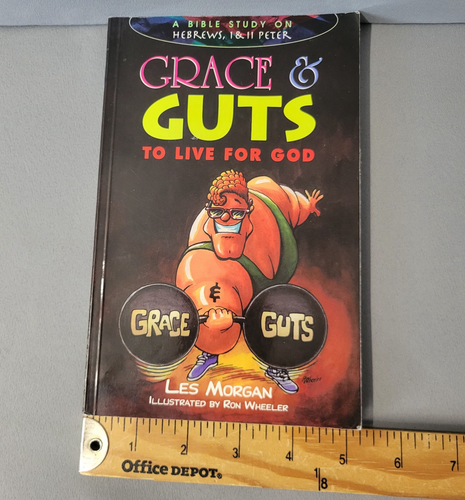 A BIBLE STUDY ON
HEBREWS, I & II PETER
GRACE &
GUTS
TO LIVE FOR GOD
&
GRACE
GUTS
LES MORGAN
ILLUSTRATED BY RON WHEELER
1 2 3 4 5 6 7
8
Office DEPOT